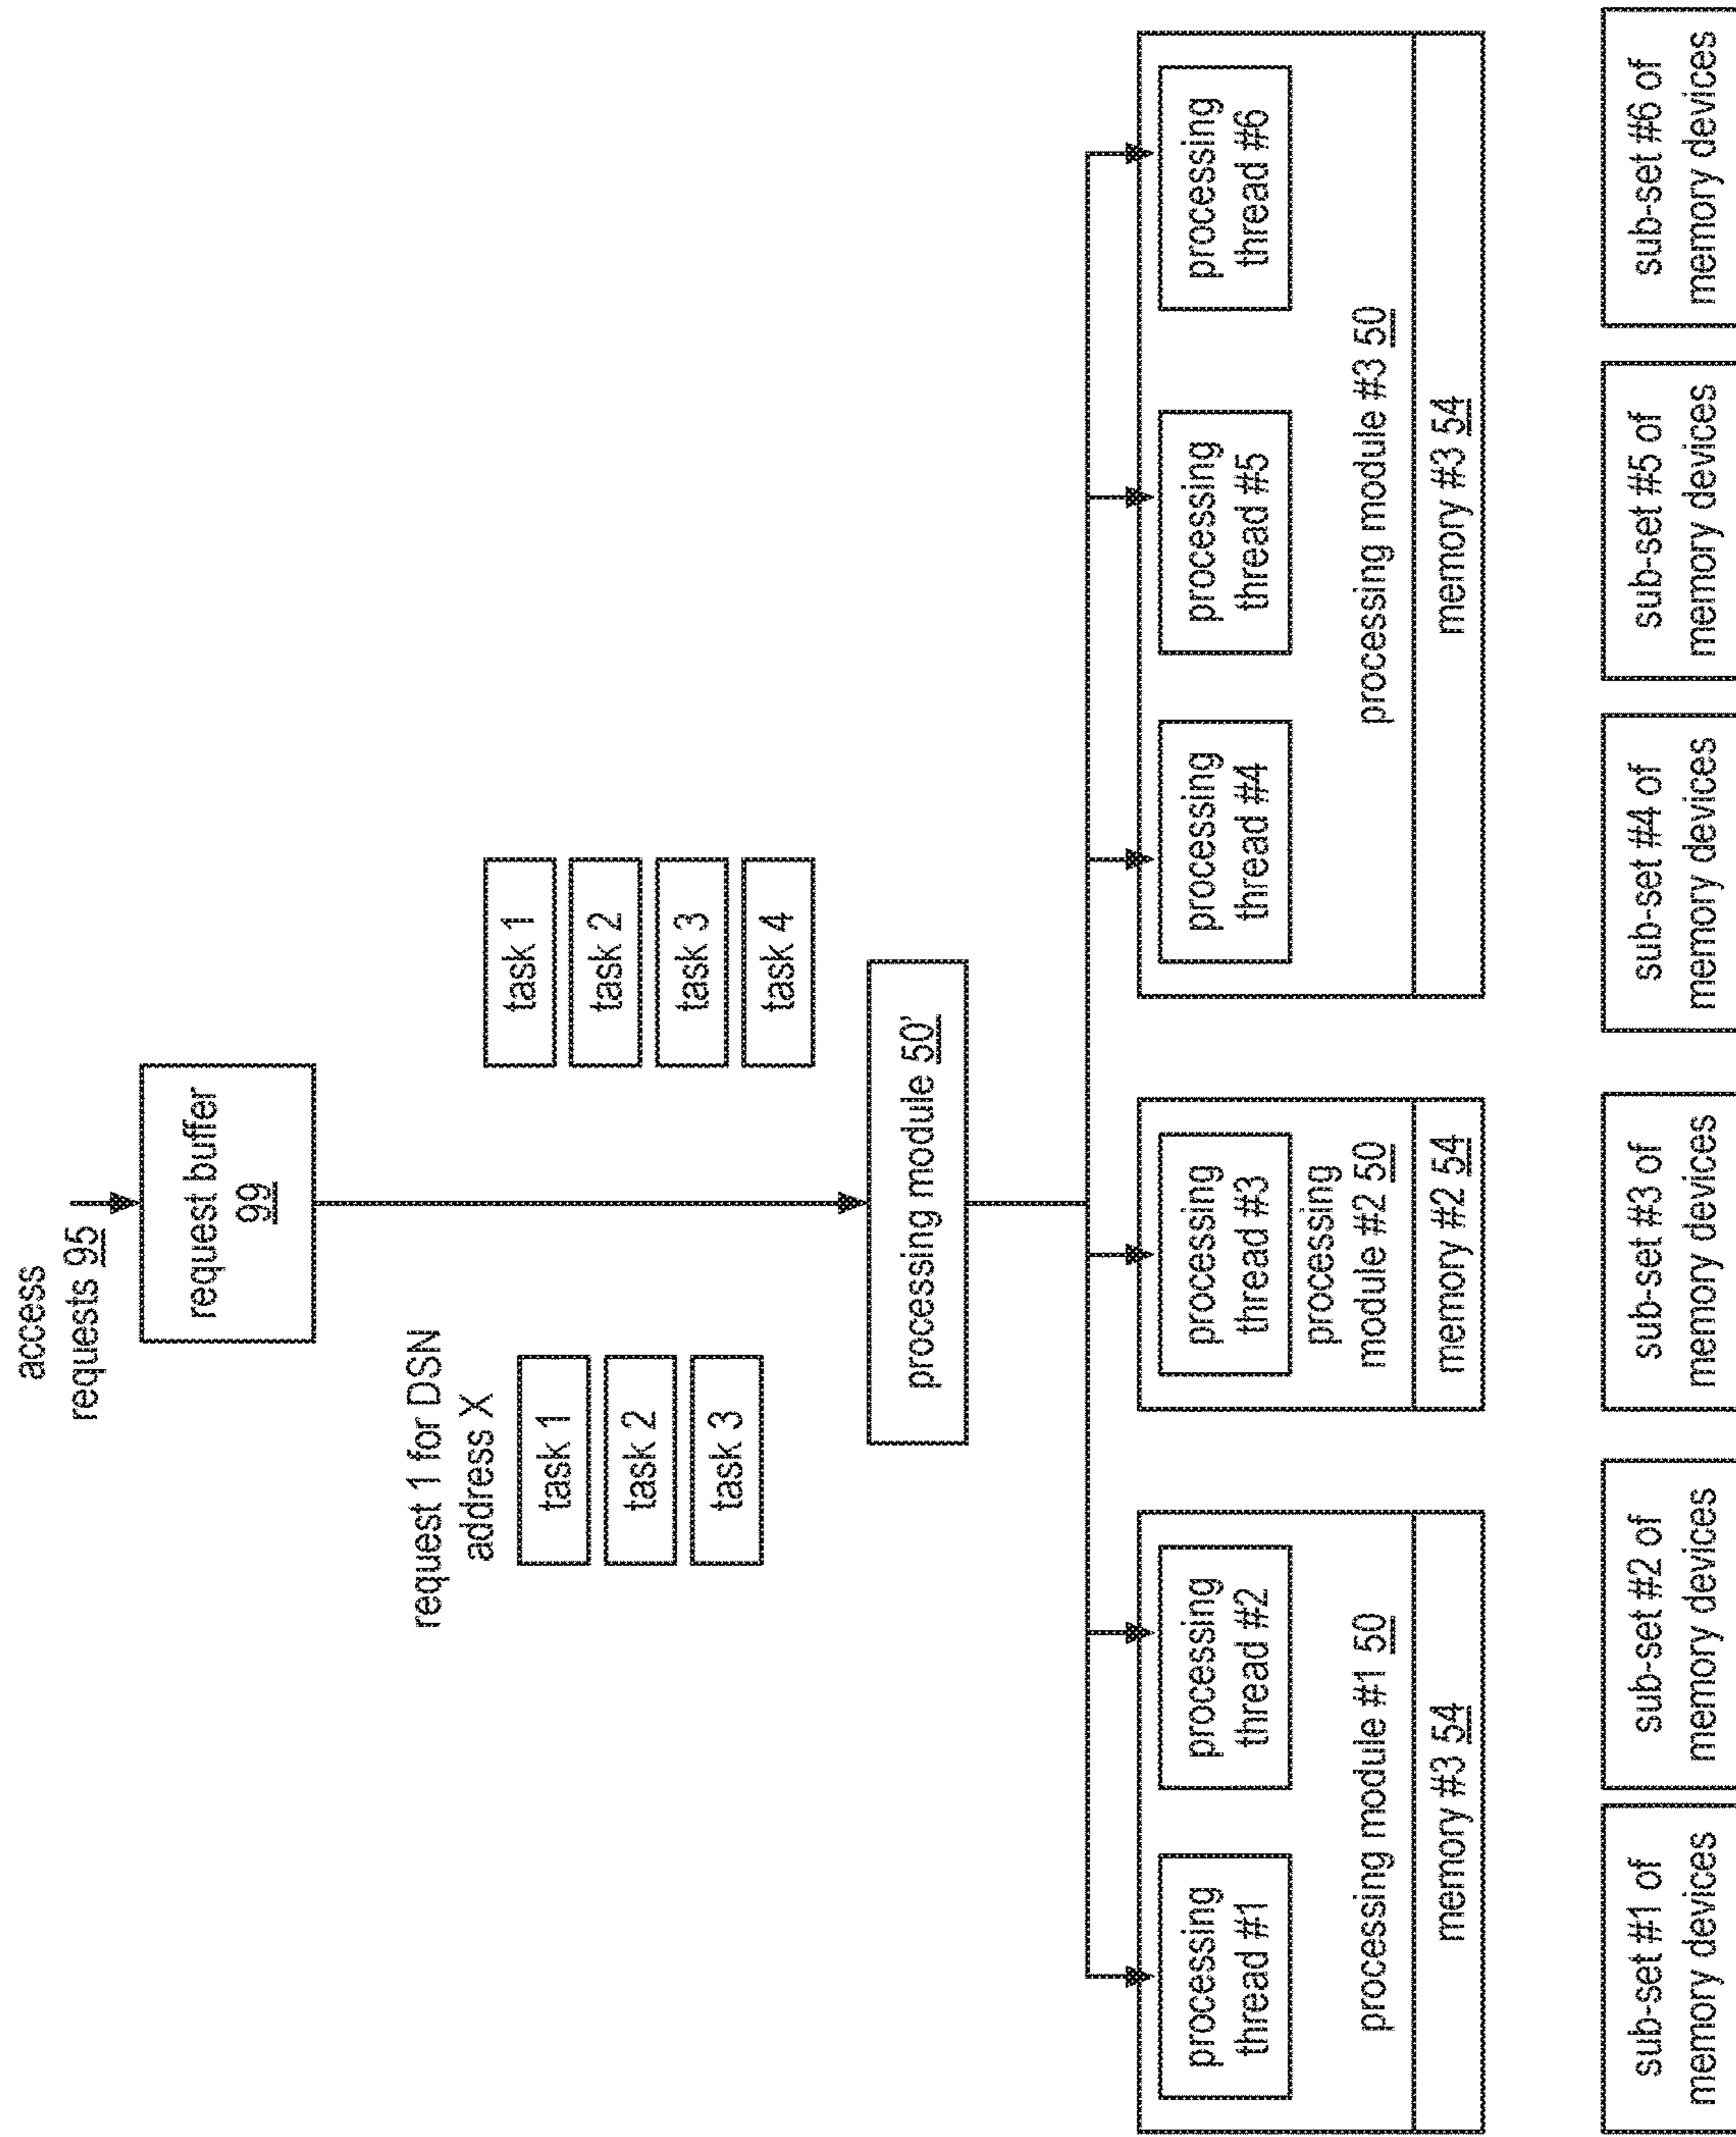 access
requests 95
request buffer
99
request 1 for DSN
address X
task 1
task 2
task 3
task 1
task 2
task 3
task 4
processing module 50'
processing
thread #1
processing
thread #2
processing module #1 50
memory #3 54
processing
thread #3
processing
module #2 50
memory #2 54
processing
thread #4
processing
thread #5
processing
thread #6
processing module #3 50
memory #3 54
sub-set #1 of
memory devices
sub-set #2 of
memory devices
sub-set #3 of
memory devices
sub-set #4 of
memory devices
sub-set #5 of
memory devices
sub-set #6 of
memory devices